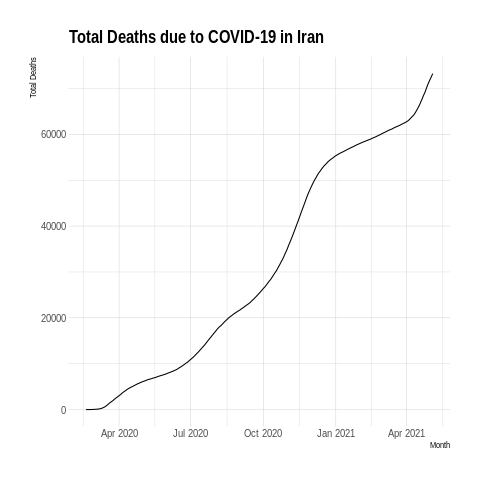 Total Deaths due to COVID-19 in Iran
Total Deaths
60000
40000
20000
0
Apr 2020 Jul 2020 Oct 2020 Jan 2021 Apr 2021
Month